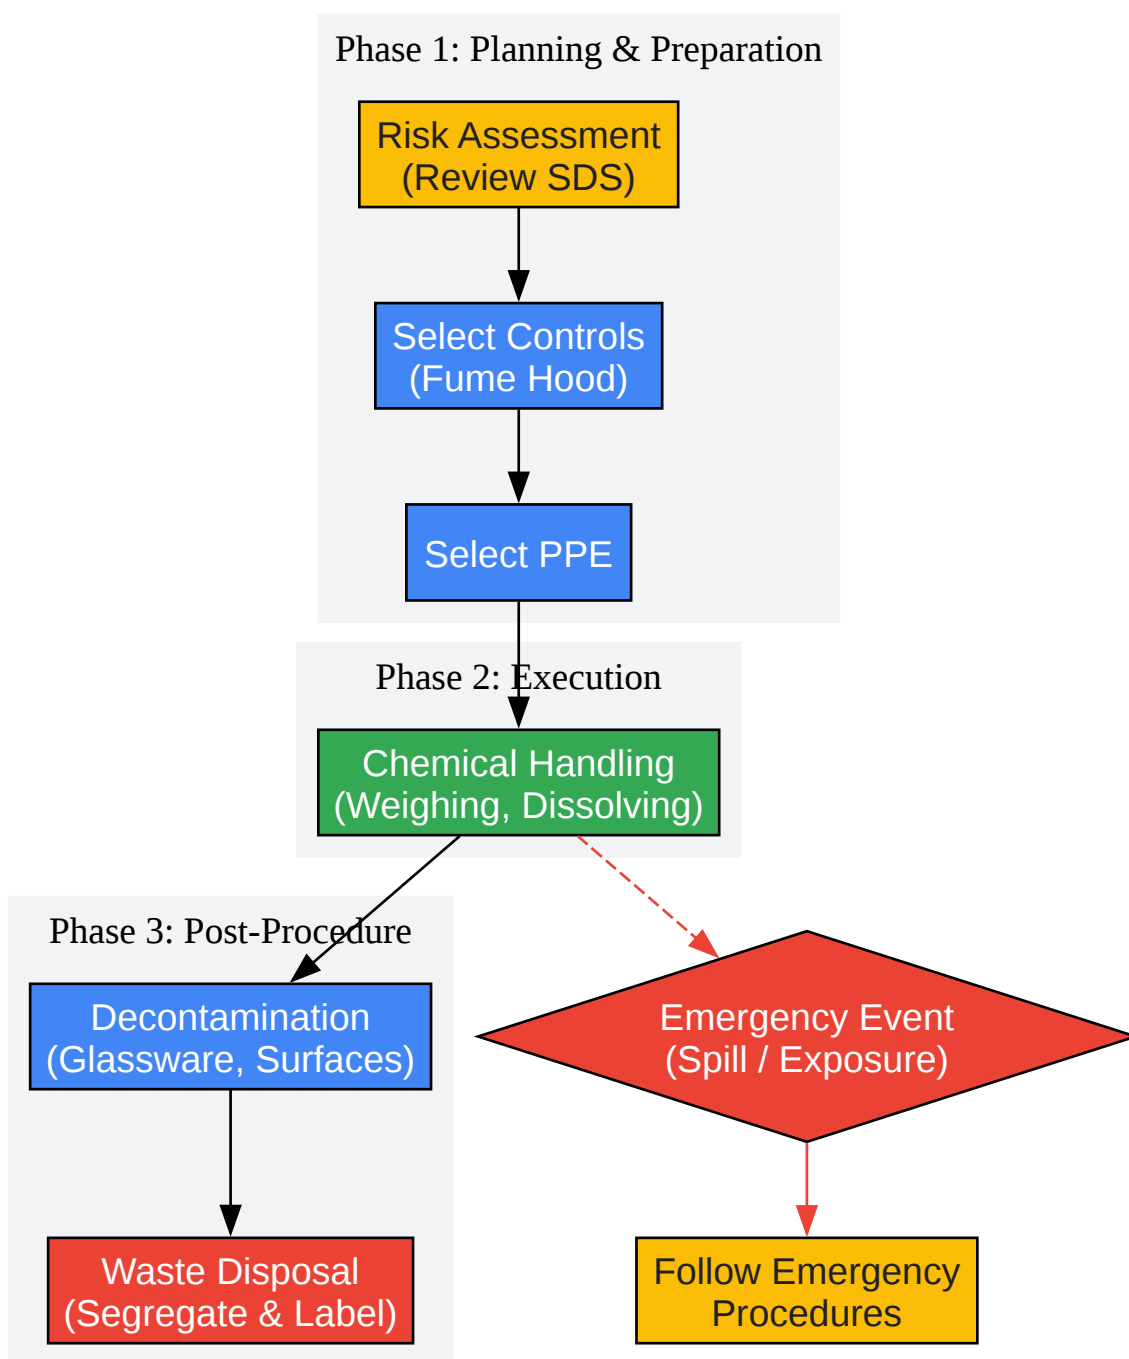 Phase 1: Planning & Preparation
Risk Assessment
(Review SDS)
Select Controls
(Fume Hood)
Select PPE
Phase 2: Execution
Chemical Handling
(Weighing, Dissolving)
Phase 3: Post-Procedure
Decontamination
(Glassware, Surfaces)
Emergency Event
(Spill / Exposure)
Waste Disposal
(Segregate & Label)
Follow Emergency
Procedures